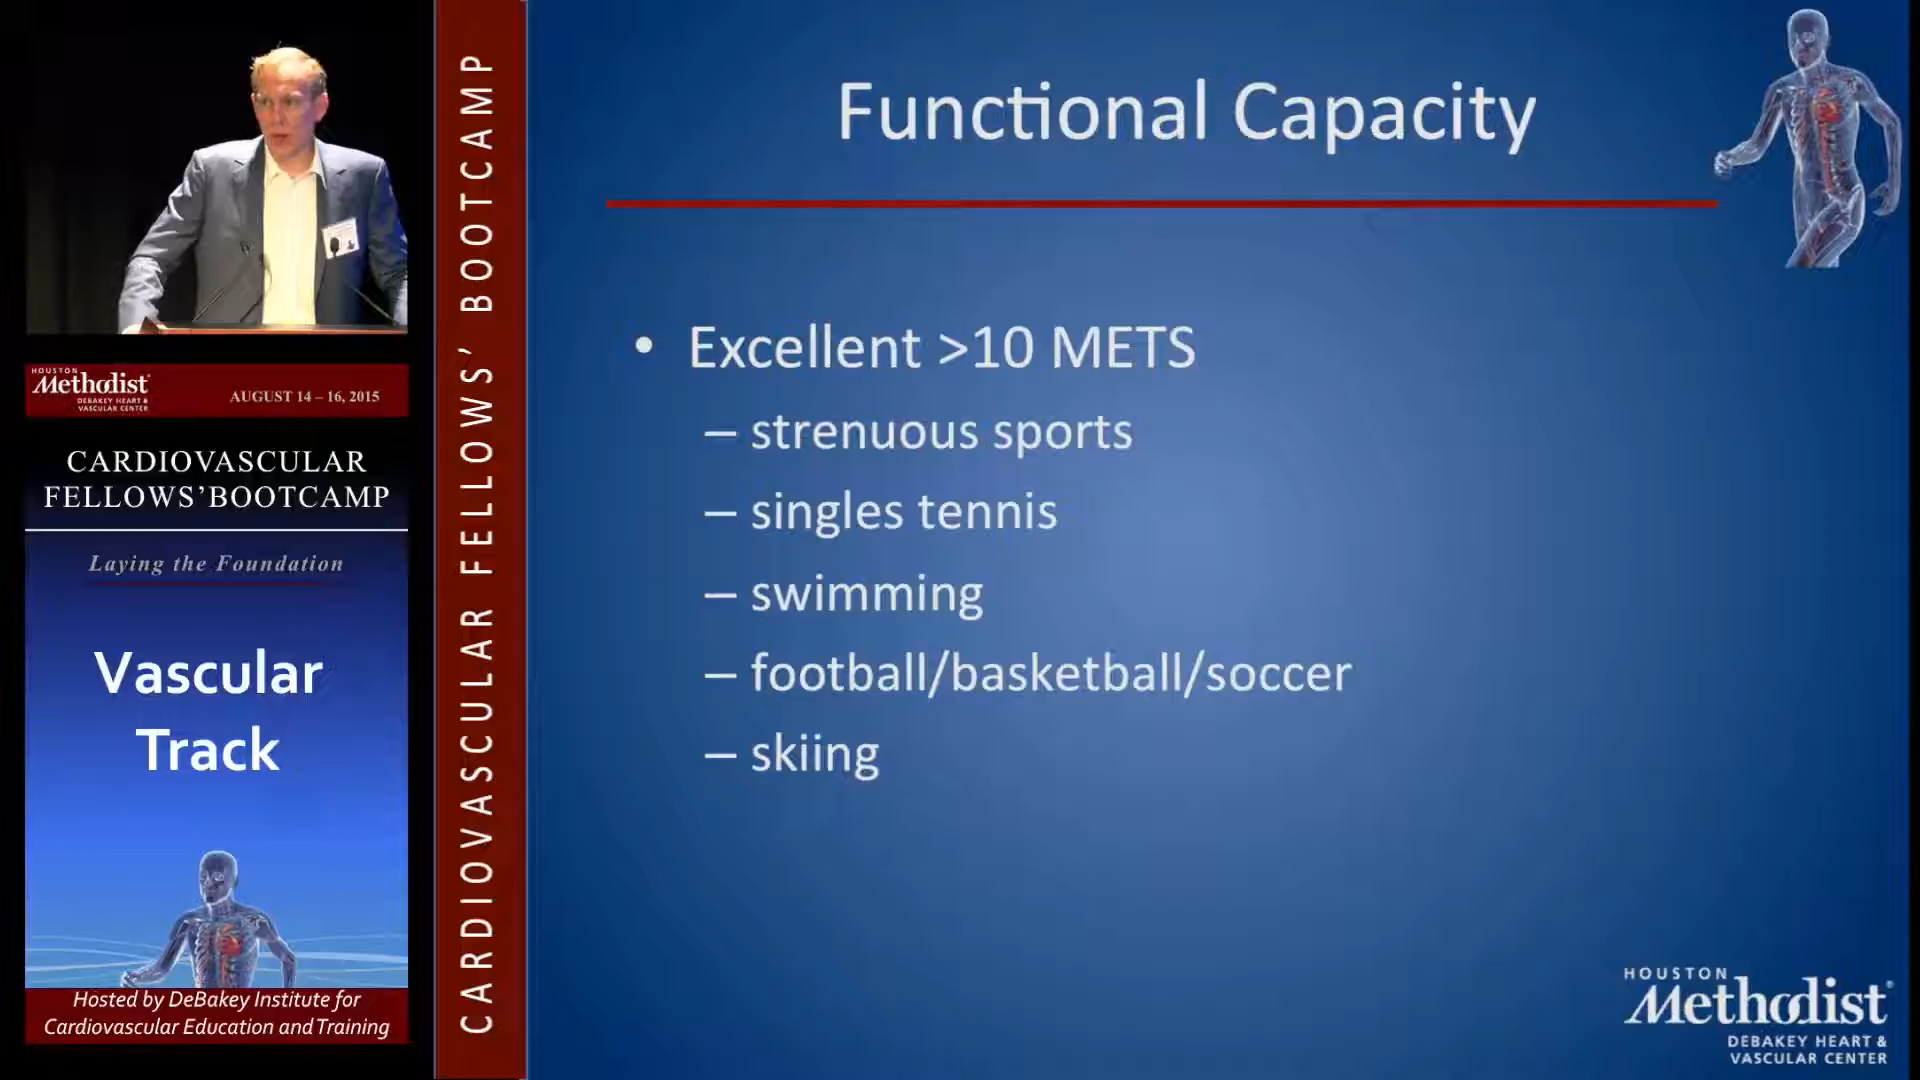 HOUSTON
Methodist
DEBAKEY HEART &
VASCULAR CENTER
AUGUST 14 – 16, 2015
CARDIOVASCULAR
FELLOWS'BOOTCAMP
Laying the Foundation
Vascular
Track
Hosted by DeBakey Institute for
Cardiovascular Education and Training
CARDIOVASCULAR FELLOWS' BOOTCAMP
Functional Capacity
• Excellent >10 METS
– strenuous sports
– singles tennis
– swimming
– football/basketball/soccer
– skiing
HOUSTON
Methodist
DEBAKEY HEART &
VASCULAR CENTER